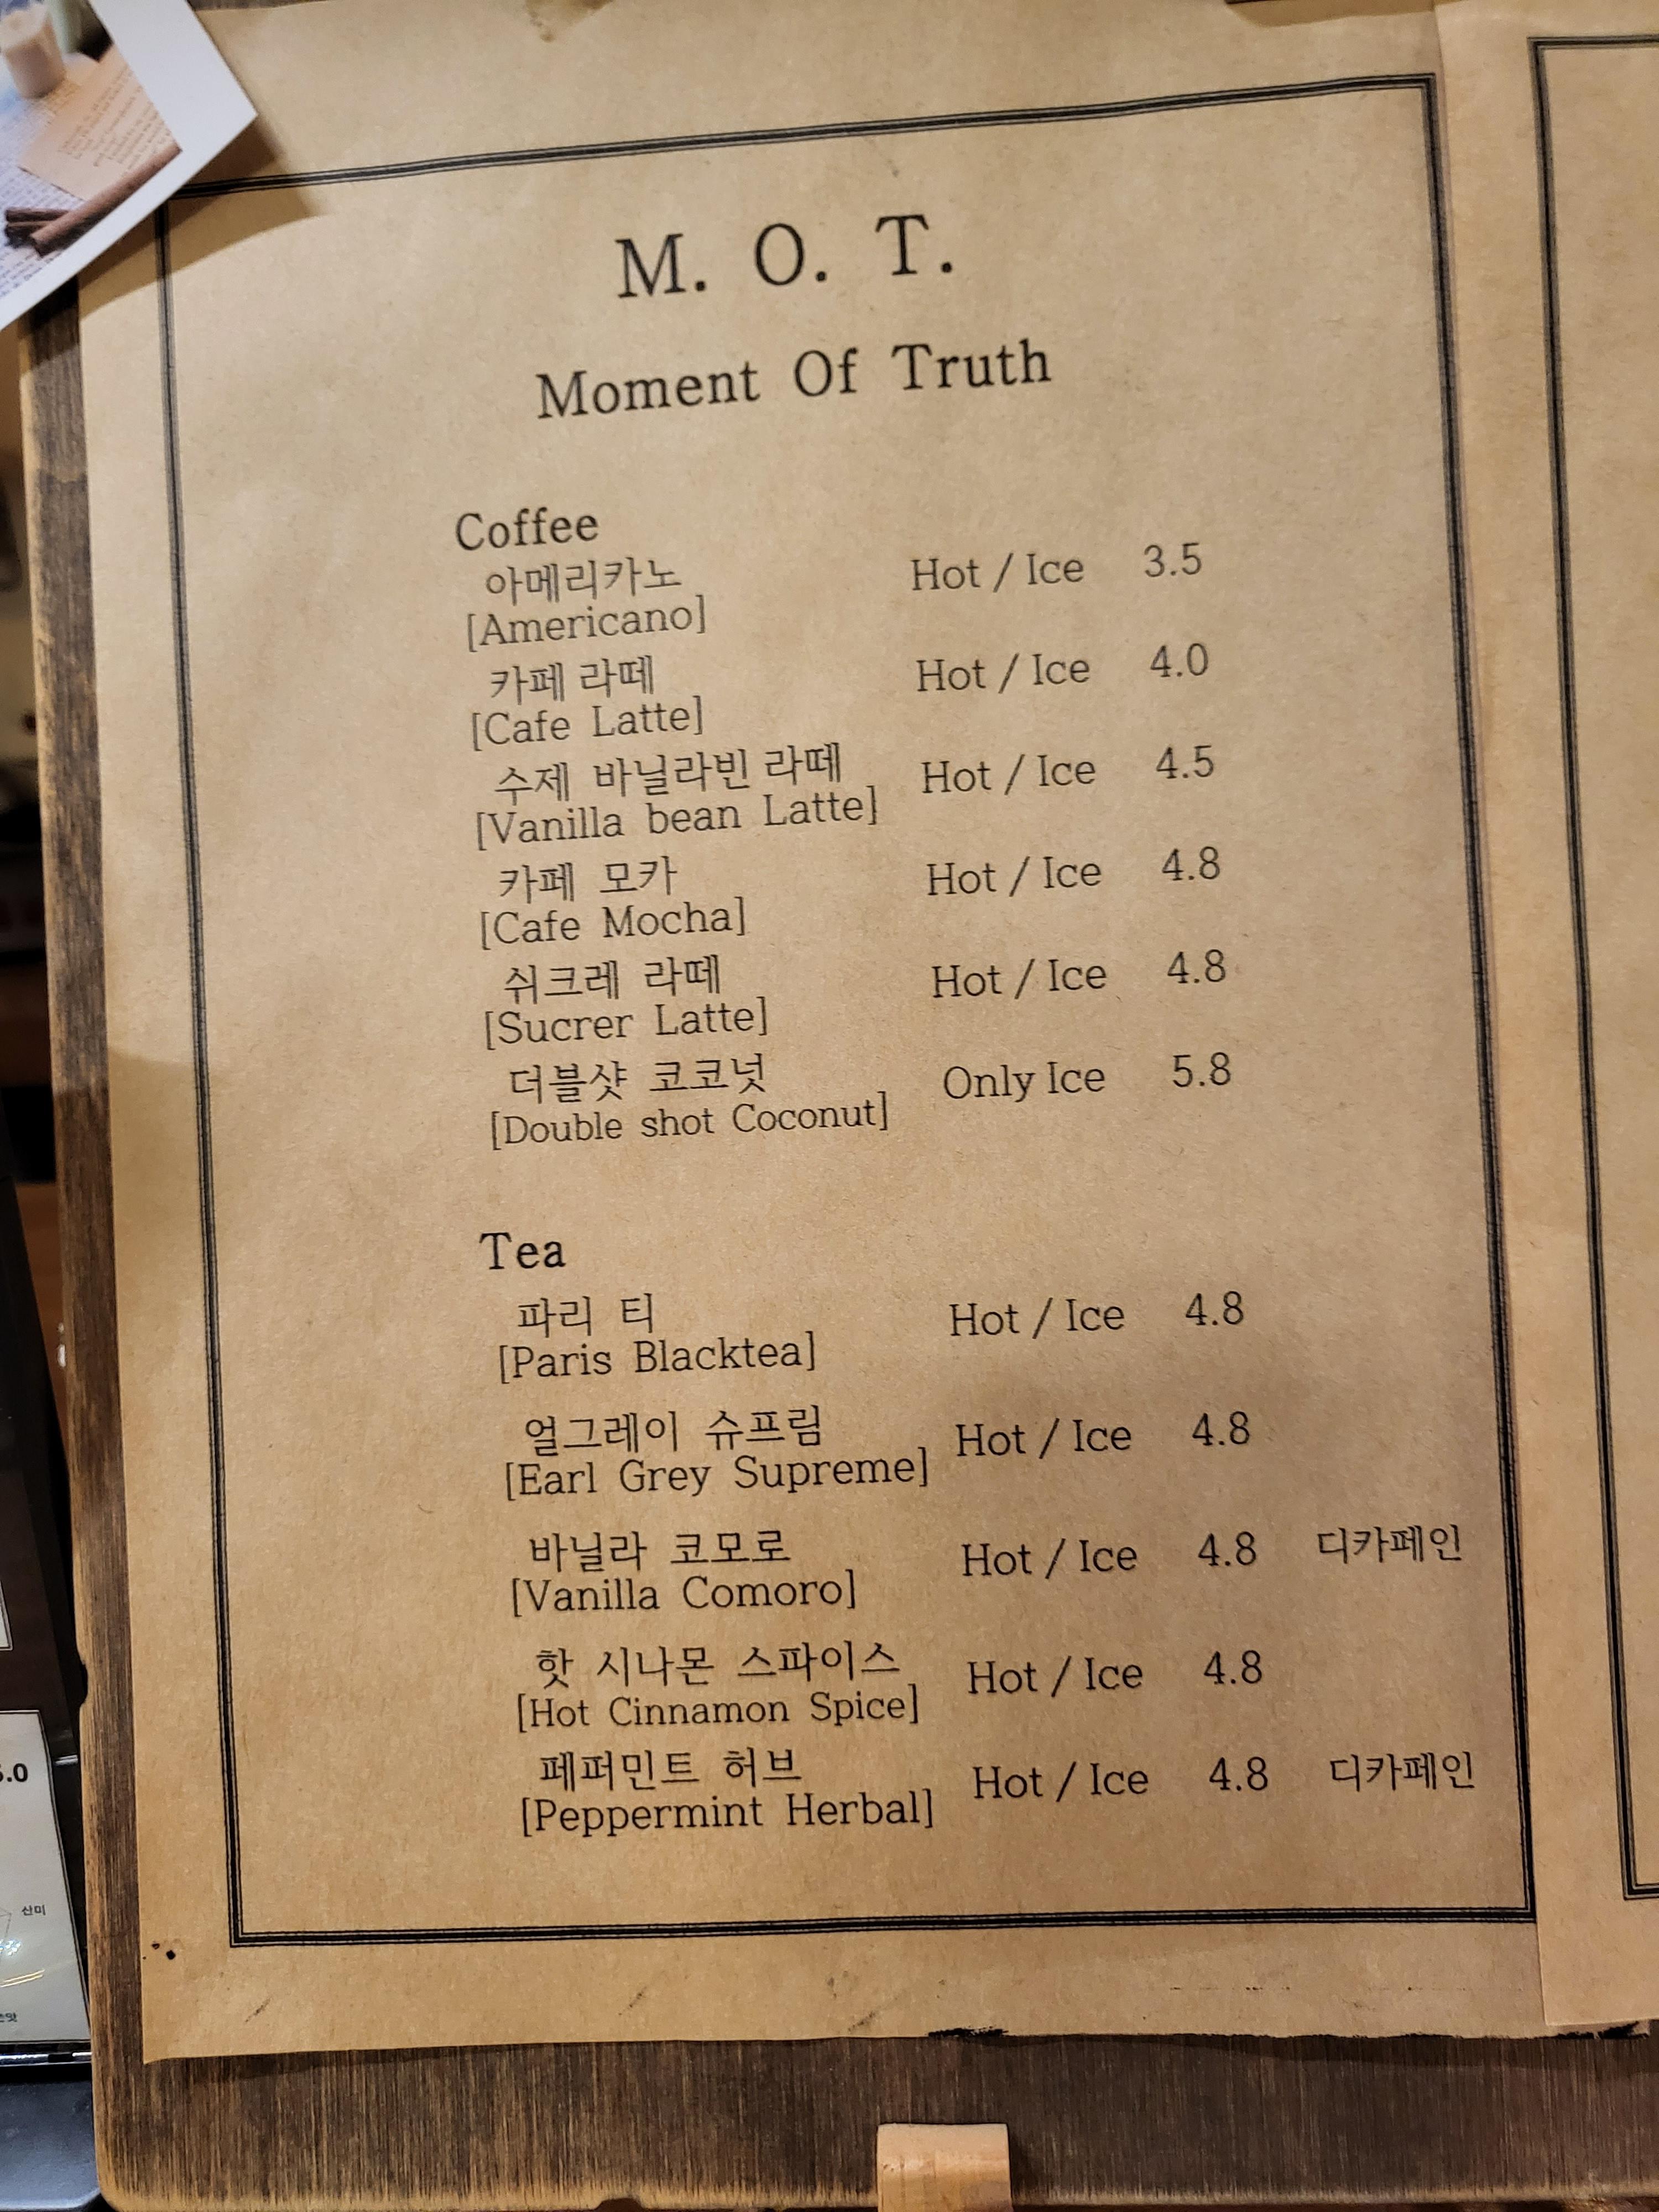 M. O. T.
Moment Of Truth
Coffee
아메리카노 Hot / Ice 3.5
[Americano]
카페 라떼 Hot / Ice 4.0
[Cafe Latte]
수제 바닐라빈 라떼 Hot / Ice 4.5
[Vanilla bean Latte]
카페 모카 Hot / Ice 4.8
[Cafe Mocha]
쉬크레 라떼 Hot / Ice 4.8
[Sucrer Latte]
더블샷 코코넛 Only Ice 5.8
[Double shot Coconut]
Tea
파리 티 Hot / Ice 4.8
[Paris Blacktea]
얼그레이 슈프림 Hot / Ice 4.8
[Earl Grey Supreme]
바닐라 코모로 Hot / Ice 4.8 디카페인
[Vanilla Comoro]
핫 시나몬 스파이스 Hot / Ice 4.8
[Hot Cinnamon Spice]
페퍼민트 허브 Hot / Ice 4.8 디카페인
[Peppermint Herbal]
산미